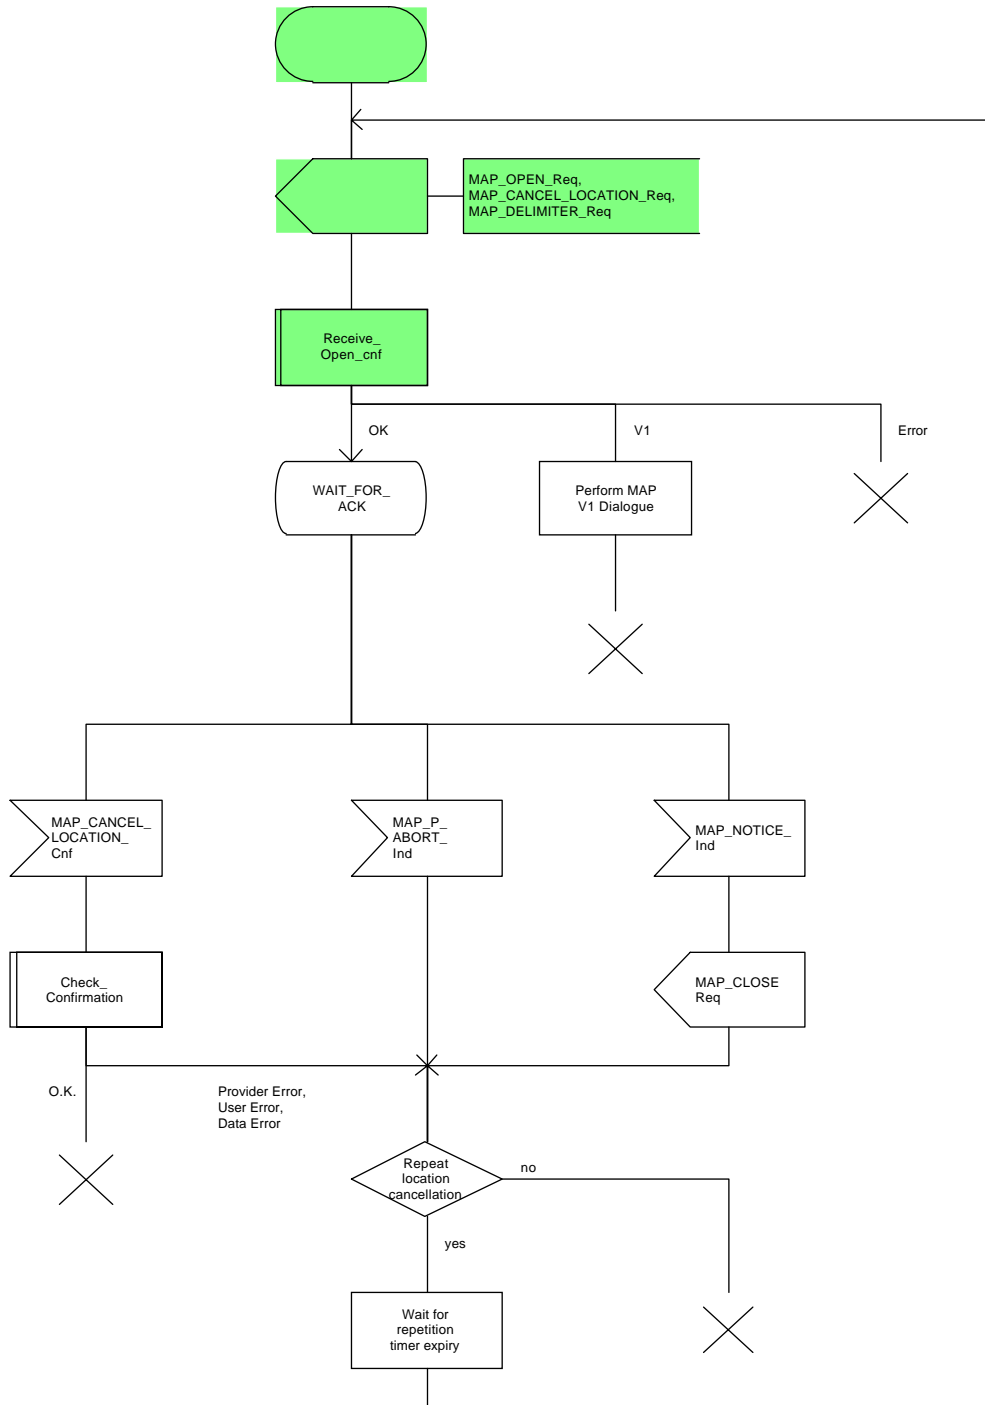 MAP_OPEN_Req,
MAP_CANCEL_LOCATION_Req,
MAP_DELIMITER_Req
Receive_
Open_cnf
OK
V1
Error
WAIT_FOR_
ACK
Perform MAP
V1 Dialogue
MAP_CANCEL_
LOCATION_
Cnf
MAP_P_
ABORT_
Ind
MAP_NOTICE_
Ind
Check_
Confirmation
MAP_CLOSE
Req
O.K.
Provider Error,
User Error,
Data Error
Repeat
location
cancellation
no
yes
Wait for
repetition
timer expiry